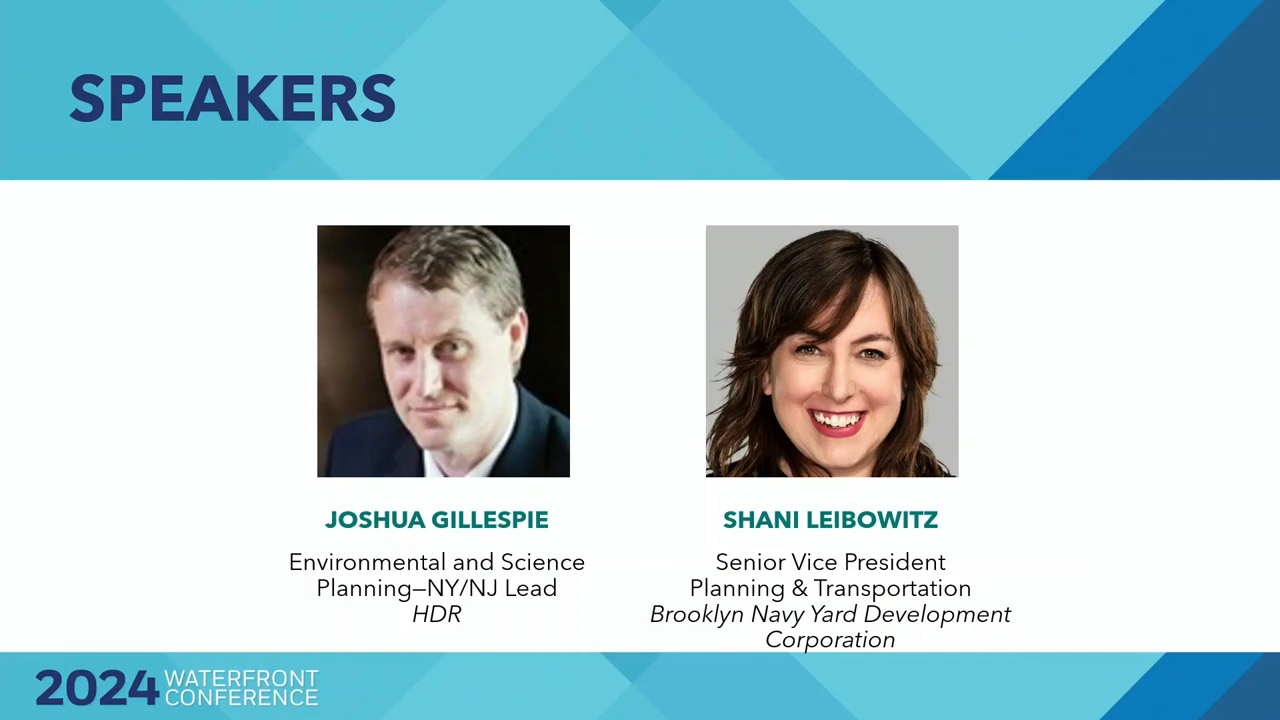 SPEAKERS
JOSHUA GILLESPIE
Environmental and Science
Planning—NY/NJ Lead
HDR
SHANI LEIBOWITZ
Senior Vice President
Planning & Transportation
Brooklyn Navy Yard Development
Corporation
2024 WATERFRONT
CONFERENCE